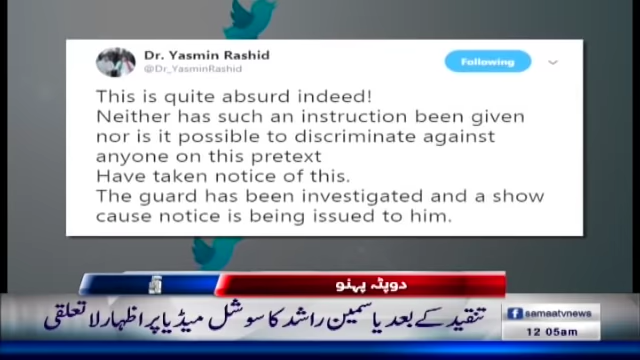 Dr. Yasmin Rashid
@Dr_YasminRashid
Following
This is quite absurd indeed!
Neither has such an instruction been given
nor is it possible to discriminate against
anyone on this pretext
Have taken notice of this.
The guard has been investigated and a show
cause notice is being issued to him.
دوپٹہ پہنو
تنقید کے بعد یاسمین راشد کا سوشل میڈیا پر اظہار لاتعلقی
f samaatvnews
12 05am